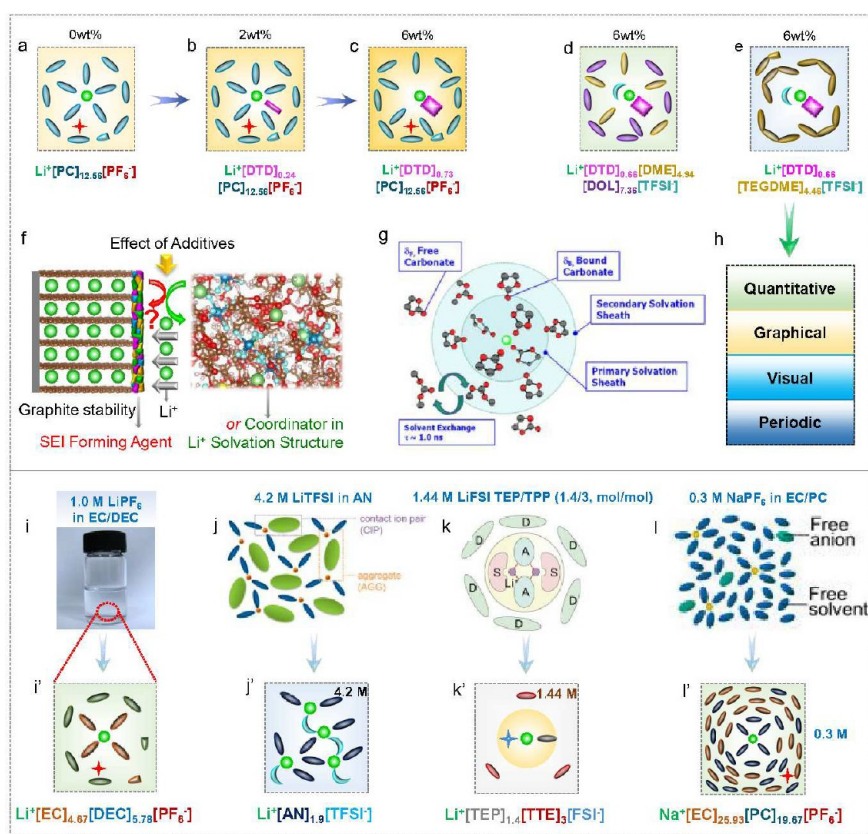 0wt%
2wt%
6wt%
6wt%
6wt%
a
b
c
d
e
Li⁺[PC]₁₂.₅₆[PF₆⁻]
Li⁺[DTD]₀.₂₄
[PC]₁₂.₅₆[PF₆⁻]
Li⁺[DTD]₀.₇₃
[PC]₁₂.₅₆[PF₆⁻]
Li⁺[DTD]₀.₆₆[DME]₄.₉₄
[DOL]₇.₃₆[TFSI⁻]
Li⁺[DTD]₀.₆₆
[TEGDME]₄.₄₆[TFSI⁻]
f
Effect of Additives
?
Graphite stability
Li⁺
SEI Forming Agent
or Coordinator in
Li⁺ Solvation Structure
g
δF, Free
Carbonate
δB, Bound
Carbonate
Secondary Solvation
Sheath
Primary Solvation
Sheath
Solvent Exchange
τ ~ 1.0 ns
h
Quantitative
Graphical
Visual
Periodic
i
1.0 M LiPF₆
in EC/DEC
j
4.2 M LiTFSI in AN
contact ion pair
(CIP)
aggregate
(AGG)
k
1.44 M LiFSI TEP/TPP (1.4/3, mol/mol)
D
D
D
D
D
D
A
S
S
Li⁺
A
l
0.3 M NaPF₆ in EC/PC
Free
anion
Free
solvent
i'
Li⁺[EC]₄.₆₇[DEC]₅.₇₈[PF₆⁻]
j'
4.2 M
Li⁺[AN]₁.₉[TFSI⁻]
k'
1.44 M
Li⁺[TEP]₁.₄[TTE]₃[FSI⁻]
l'
0.3 M
Na⁺[EC]₂₅.₉₃[PC]₁₉.₆₇[PF₆⁻]